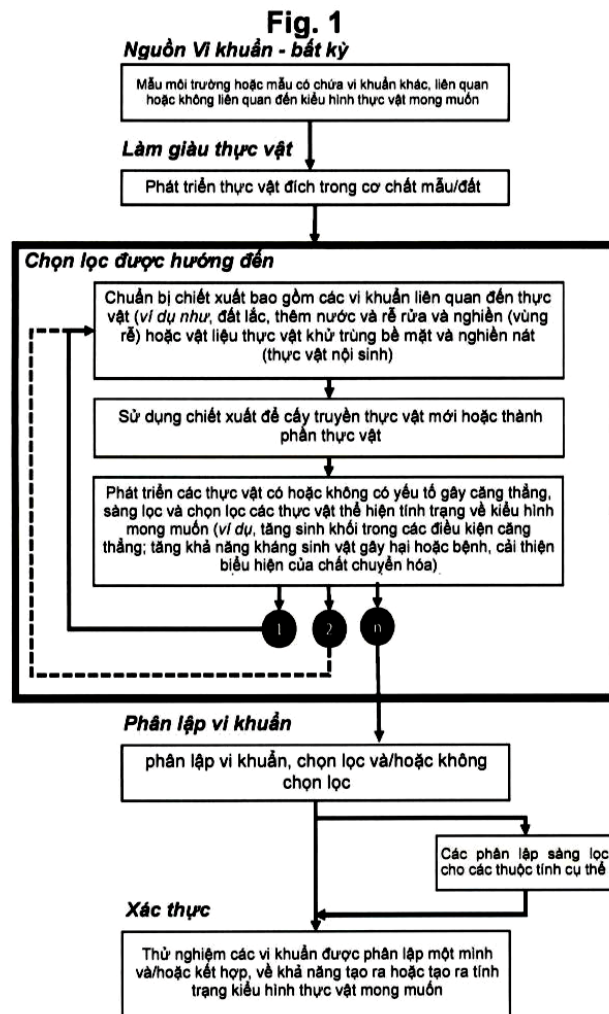 Fig. 1
Nguồn Vi khuẩn - bất kỳ
Mẫu môi trường hoặc mẫu có chứa vi khuẩn khác, liên quan
hoặc không liên quan đến kiểu hình thực vật mong muốn
Làm giàu thực vật
Phát triển thực vật đích trong cơ chất mẫu/đất
Chọn lọc được hướng đến
Chuẩn bị chiết xuất bao gồm các vi khuẩn liên quan đến thực
vật (ví dụ như, đất lắc, thêm nước và rễ rửa và nghiền (vùng
rễ) hoặc vật liệu thực vật khử trùng bề mặt và nghiền nát
(thực vật nội sinh)
Sử dụng chiết xuất để cấy truyền thực vật mới hoặc thành
phần thực vật
Phát triển các thực vật có hoặc không có yếu tố gây căng thẳng,
sàng lọc và chọn lọc các thực vật thể hiện tính trạng về kiểu hình
mong muốn (ví dụ, tăng sinh khối trong các điều kiện căng
thẳng; tăng khả năng kháng sinh vật gây hại hoặc bệnh, cải thiện
biểu hiện của chất chuyển hóa)
1 2 n
Phân lập vi khuẩn
phân lập vi khuẩn, chọn lọc và/hoặc không
chọn lọc
Các phân lập sàng lọc
cho các thuộc tính cụ thể
Xác thực
Thử nghiệm các vi khuẩn được phân lập một mình
và/hoặc kết hợp, về khả năng tạo ra hoặc tạo ra tính
trạng kiểu hình thực vật mong muốn